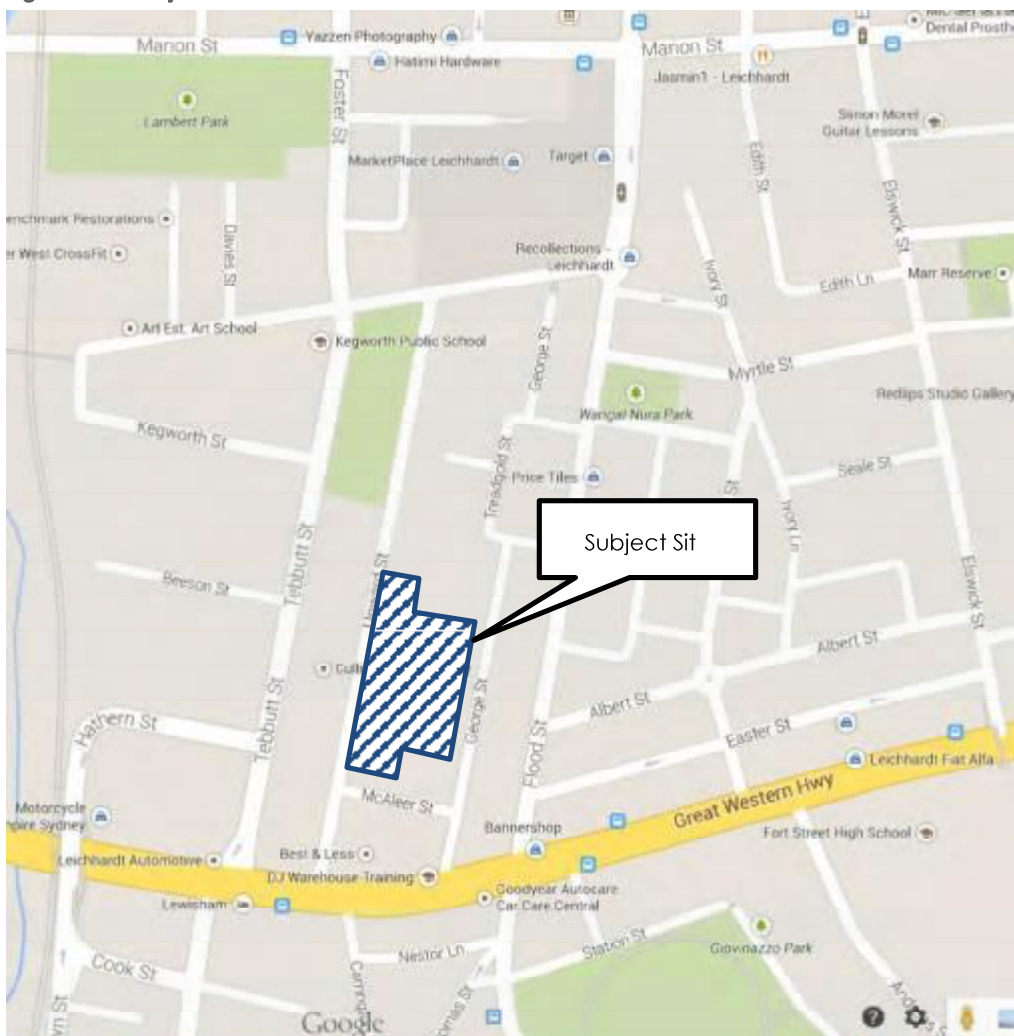 Marion St
Yazzen Photography
Hatimi Hardware
Foster St
Marion St
Dental Prosth
Jasmin1 - Leichhardt
Lambert Park
Simon Morel
Guitar Lessons
MarketPlace Leichhardt
Target
Edith St
Elswick St
enchmark Restorations
er West CrossFit
Davies St
Recollections -
Leichhardt
Ivory St
Edith Ln
Marr Reserve
Art Est. Art School
Kegworth Public School
George St
Myrtle St
Redlips Studio Gallery
Wangal Nura Park
Kegworth St
Treadgold St
Price Tiles
Seale St
St
Ivory Ln
Subject Sit
Elswick St
Beeson St
Tebbutt St
Albert St
Tebbutt St
George St
Albert St
Hathern St
Flood St
Easter St
Leichhardt Fiat Alfa
McAleer St
Great Western Hwy
Motorcycle
pire Sydney
Bannershop
Fort Street High School
Best & Less
Leichhardt Automotive
DJ Warehouse Training
Goodyear Autocare
Car Care Central
Lewisham
Nestor Ln
Station St
Giovinazzo Park
Cook St
Google